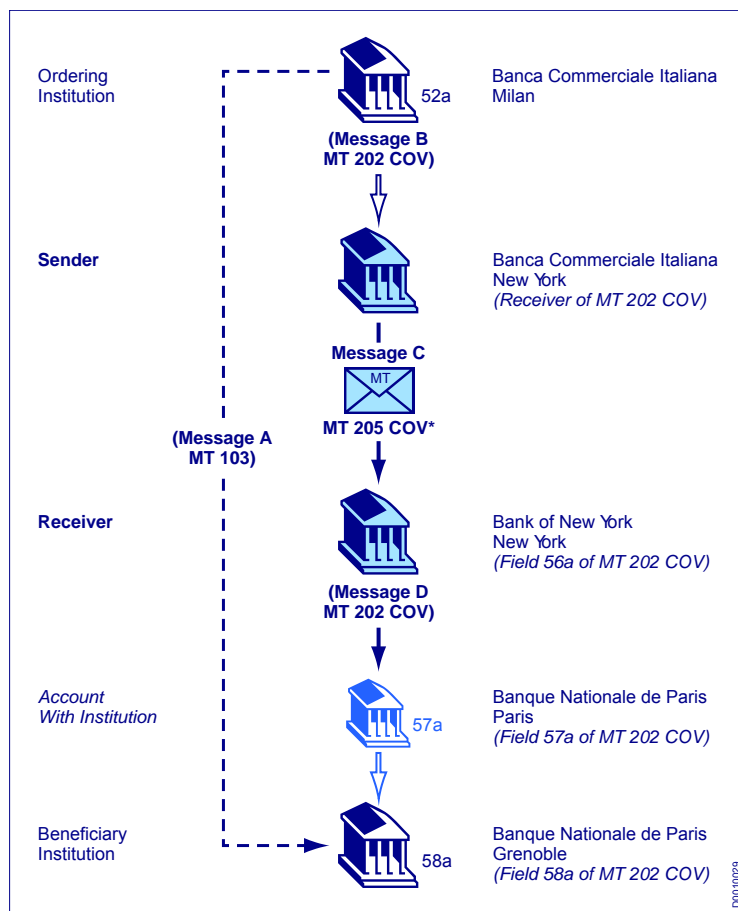 Ordering
Institution
52a
Banca Commerciale Italiana
Milan
(Message B
MT 202 COV)
Sender
Banca Commerciale Italiana
New York
(Receiver of MT 202 COV)
Message C
MT
MT 205 COV*
(Message A
MT 103)
Receiver
Bank of New York
New York
(Field 56a of MT 202 COV)
(Message D
MT 202 COV)
Account
With Institution
57a
Banque Nationale de Paris
Paris
(Field 57a of MT 202 COV)
Beneficiary
Institution
58a
Banque Nationale de Paris
Grenoble
(Field 58a of MT 202 COV)
D0010029